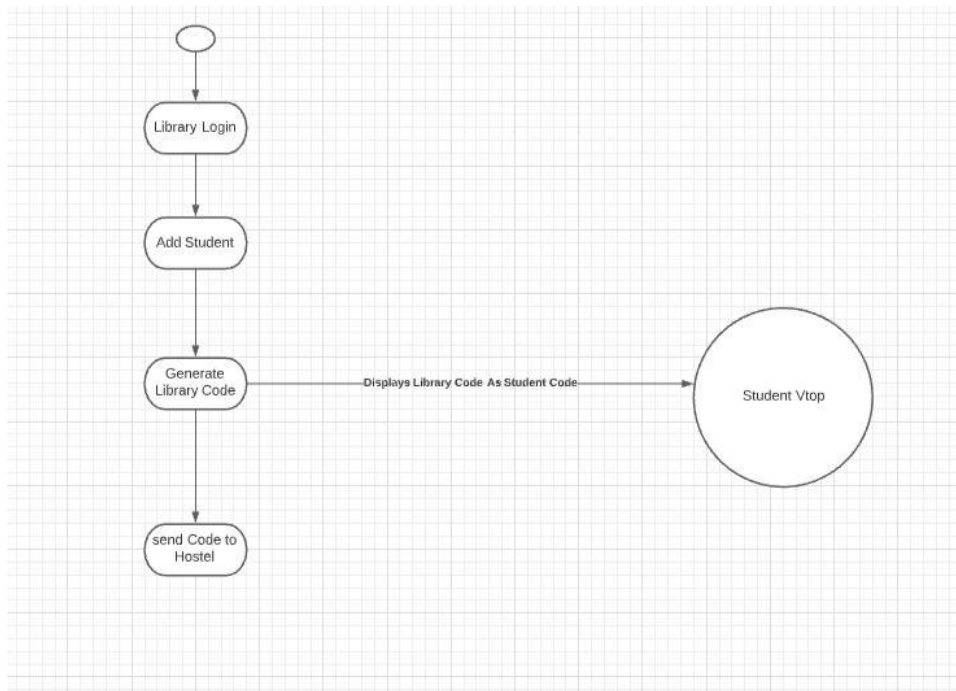 Library Login
Add Student
Generate
Library Code
Displays Library Code As Student Code
Student Vtop
send Code to
Hostel